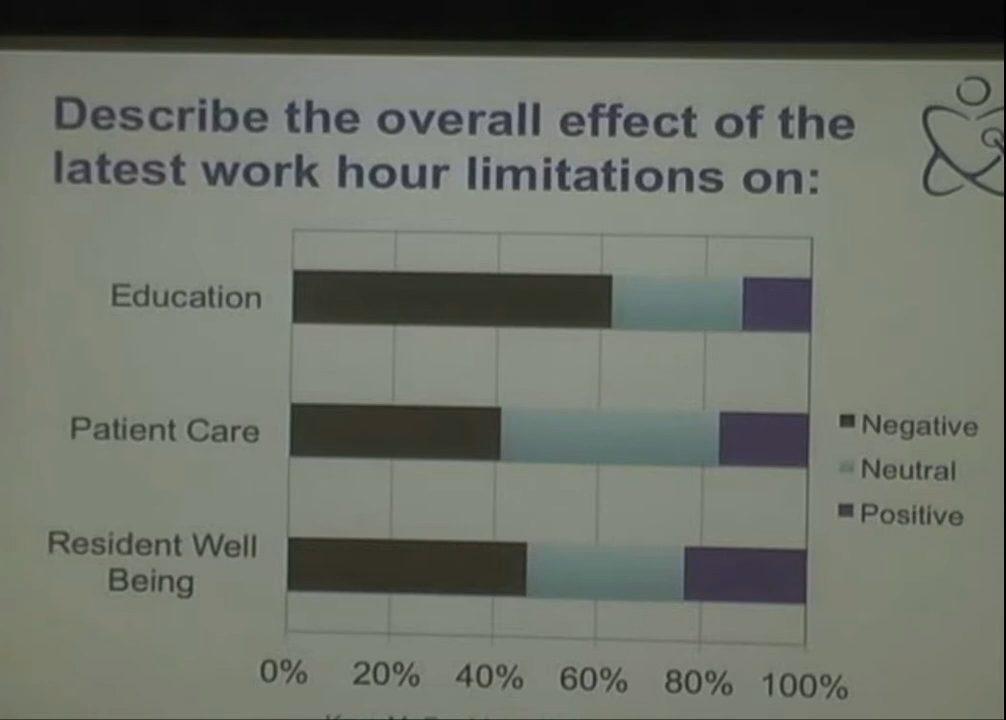 Describe the overall effect of the
latest work hour limitations on:
Education
Patient Care
Resident Well
Being
Negative
Neutral
Positive
0% 20% 40% 60% 80% 100%